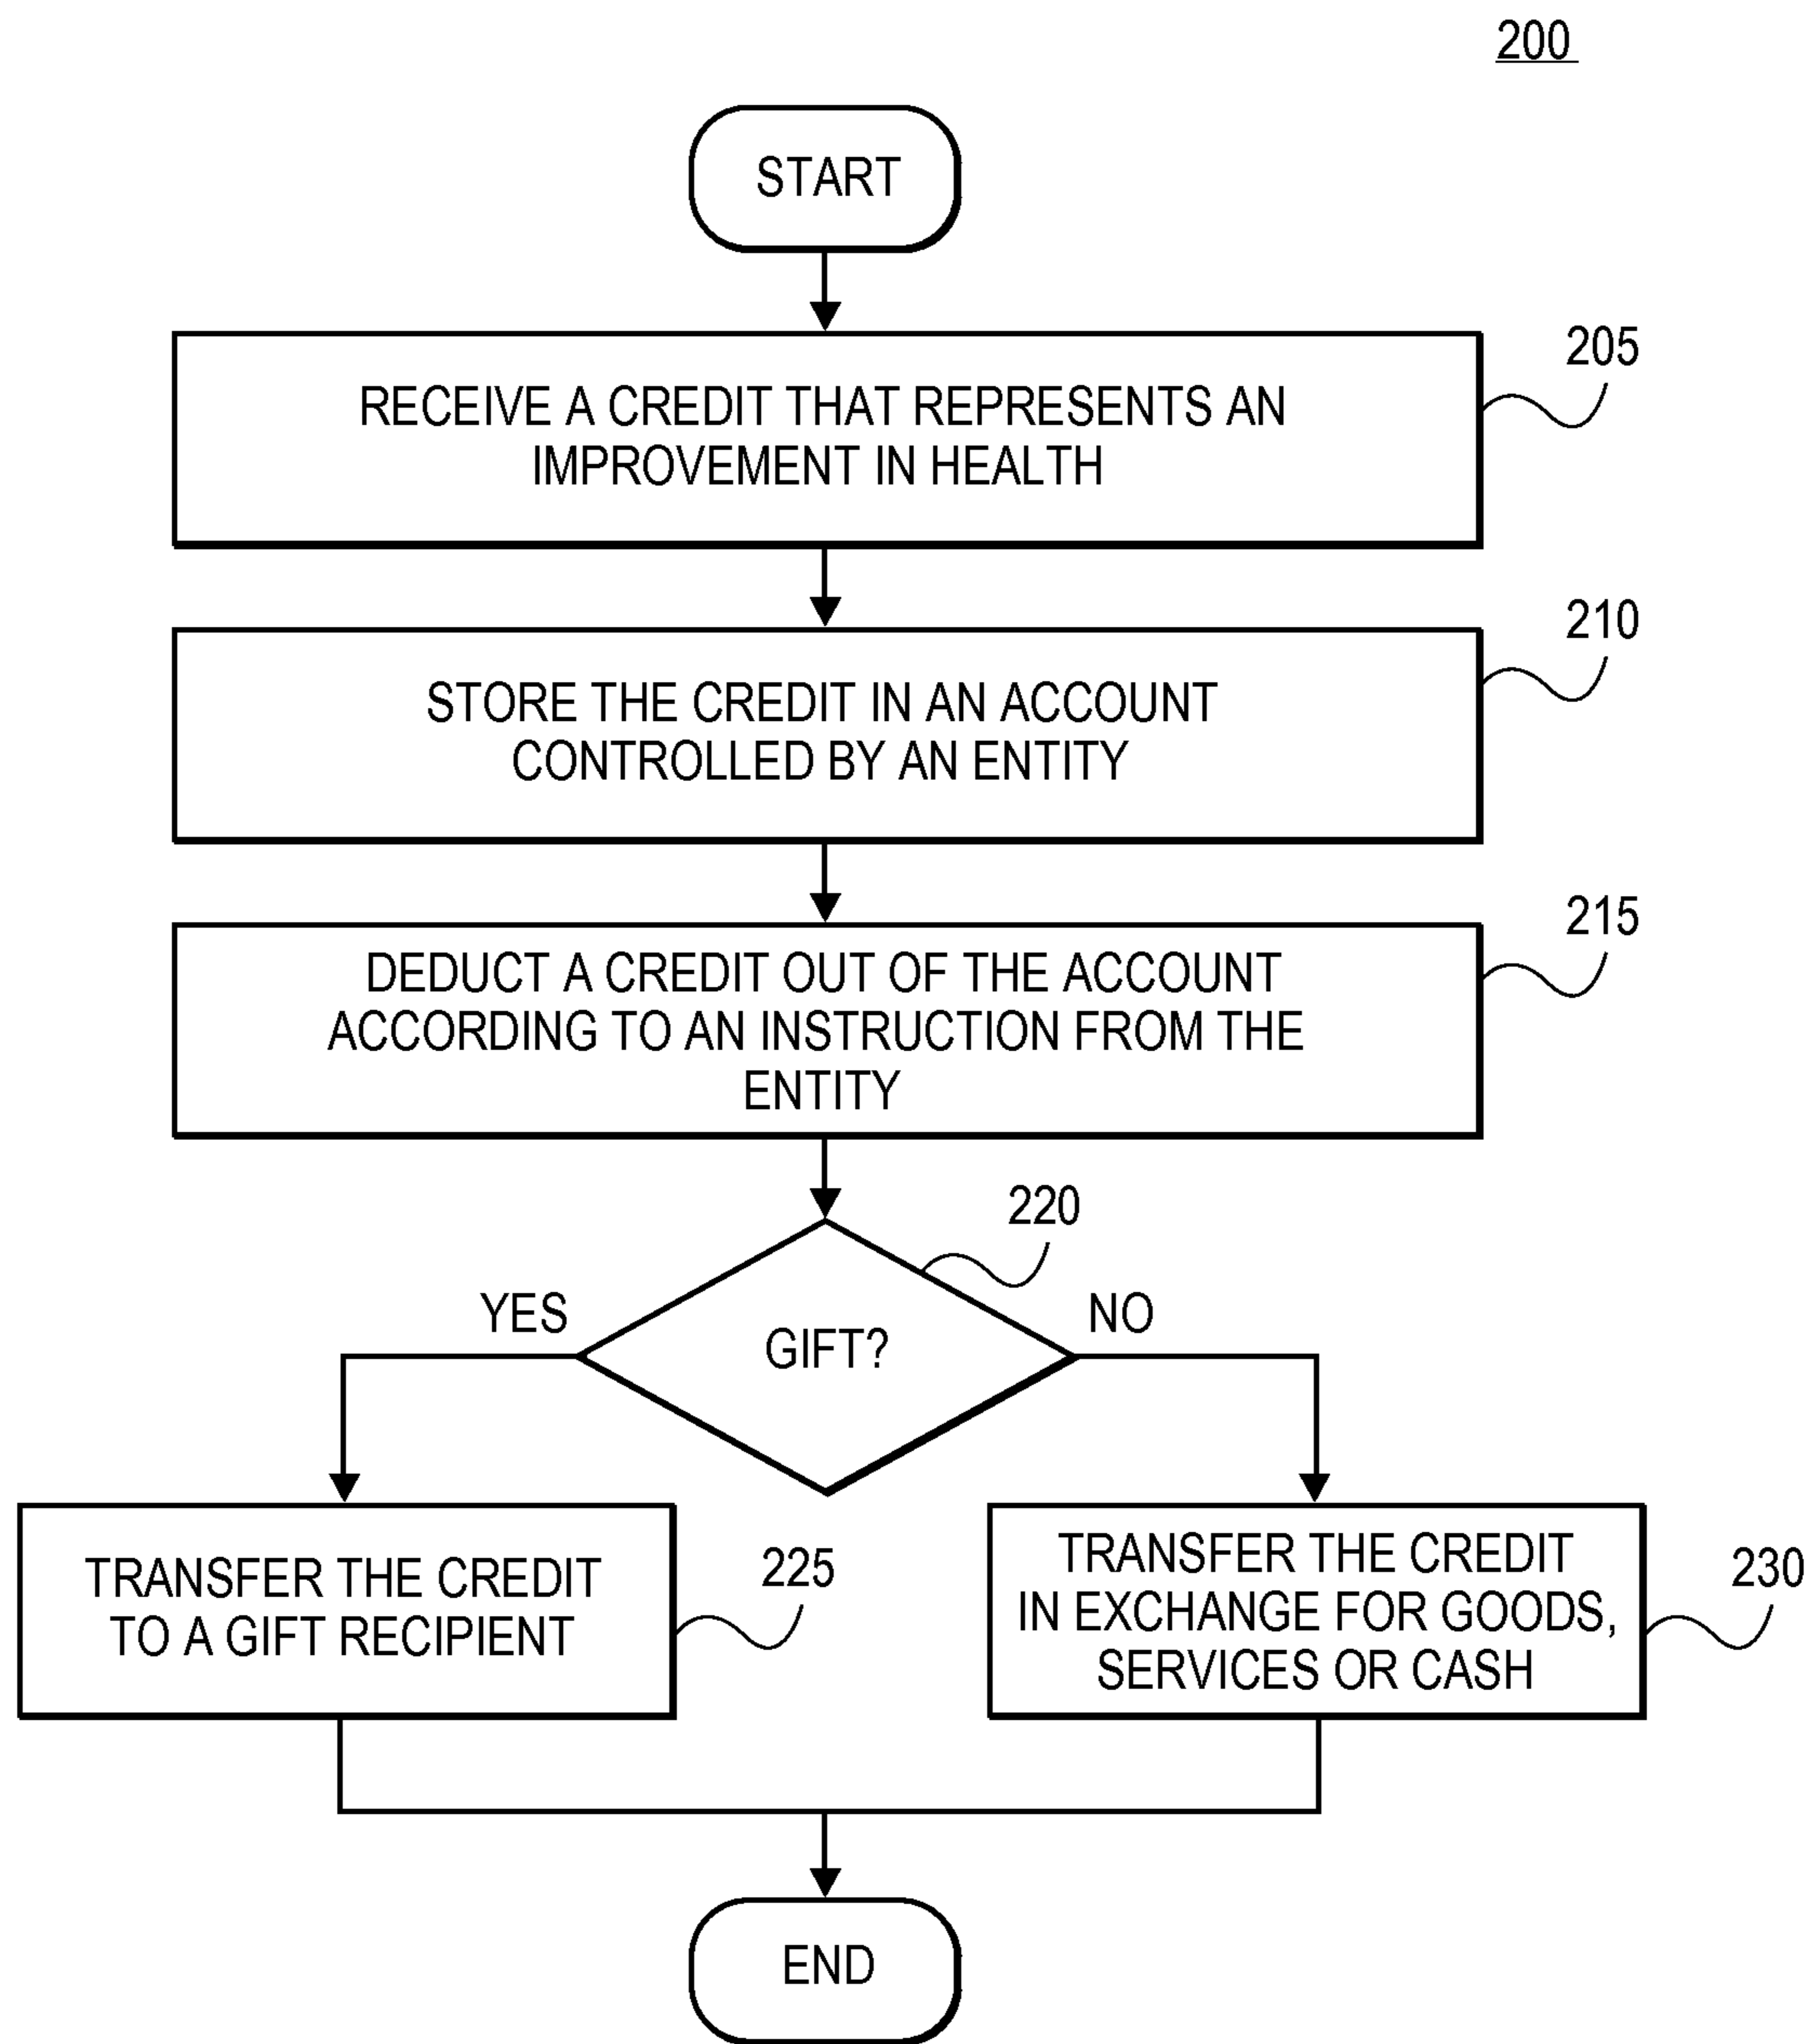 200
START
RECEIVE A CREDIT THAT REPRESENTS AN
IMPROVEMENT IN HEALTH
205
STORE THE CREDIT IN AN ACCOUNT
CONTROLLED BY AN ENTITY
210
DEDUCT A CREDIT OUT OF THE ACCOUNT
ACCORDING TO AN INSTRUCTION FROM THE
ENTITY
215
220
YES
GIFT?
NO
TRANSFER THE CREDIT
TO A GIFT RECIPIENT
225
TRANSFER THE CREDIT
IN EXCHANGE FOR GOODS,
SERVICES OR CASH
230
END